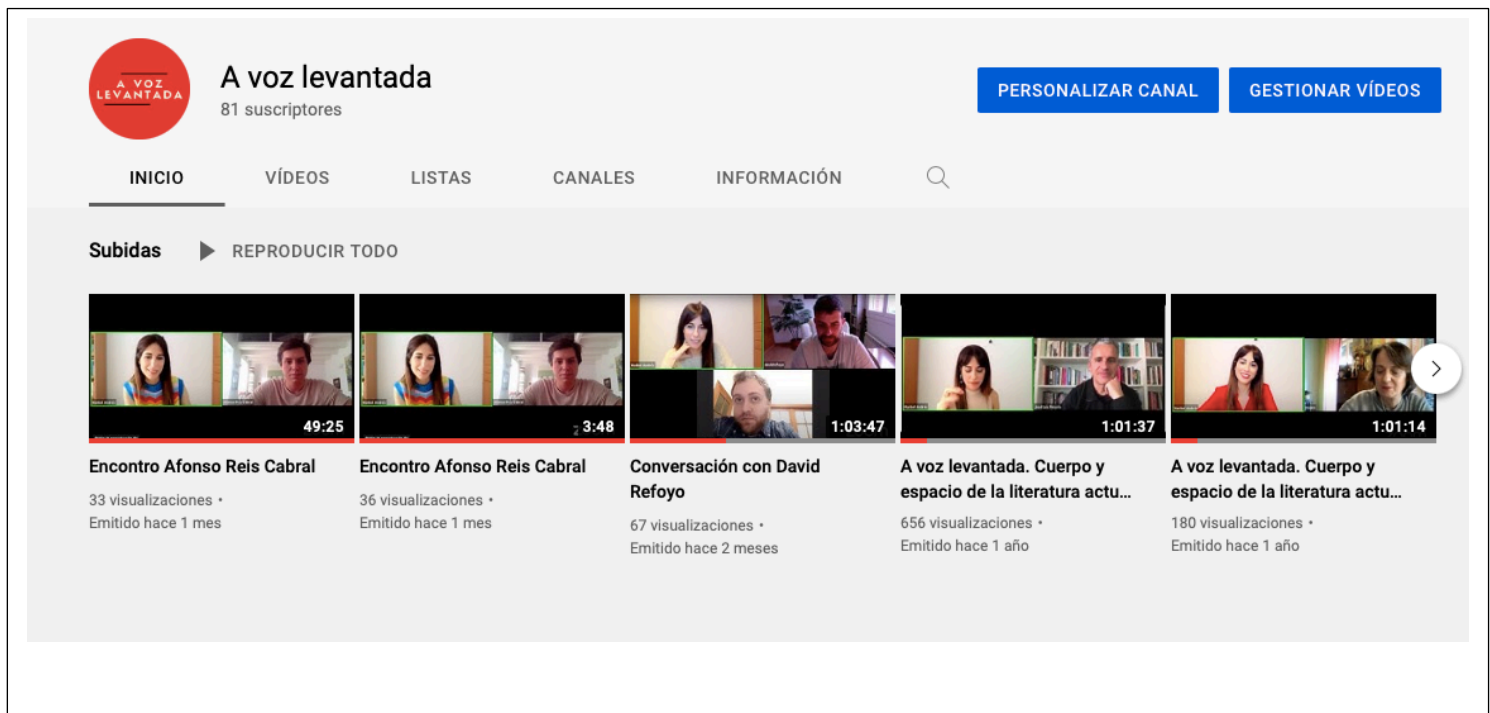 A VOZ
LEVANTADA
A voz levantada
81 suscriptores
PERSONALIZAR CANAL
GESTIONAR VÍDEOS
INICIO
VÍDEOS
LISTAS
CANALES
INFORMACIÓN
Subidas
REPRODUCIR TODO
49:25
3:48
1:03:47
1:01:37
1:01:14
Encontro Afonso Reis Cabral
33 visualizaciones •
Emitido hace 1 mes
Encontro Afonso Reis Cabral
36 visualizaciones •
Emitido hace 1 mes
Conversación con David
Refoyo
67 visualizaciones •
Emitido hace 2 meses
A voz levantada. Cuerpo y
espacio de la literatura actu...
656 visualizaciones •
Emitido hace 1 año
A voz levantada. Cuerpo y
espacio de la literatura actu...
180 visualizaciones •
Emitido hace 1 año